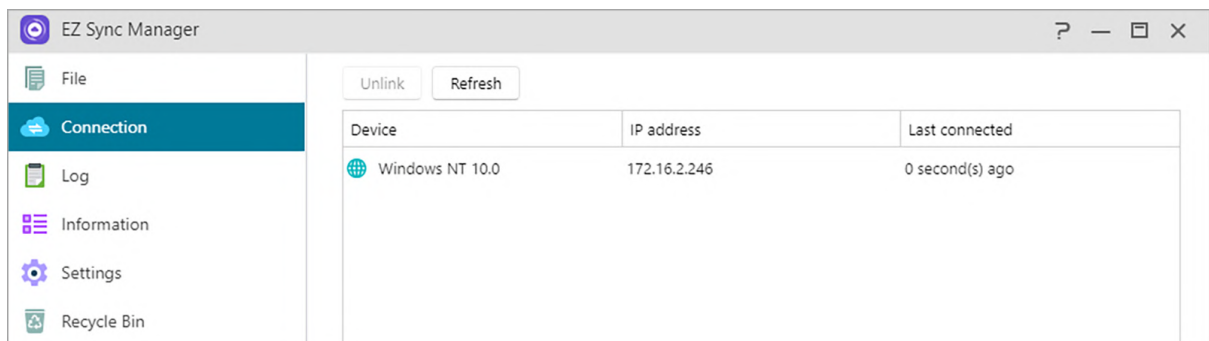 EZ Sync Manager
File
Connection
Log
Information
Settings
Recycle Bin
Unlink Refresh
Device IP address Last connected
Windows NT 10.0 172.16.2.246 0 second(s) ago